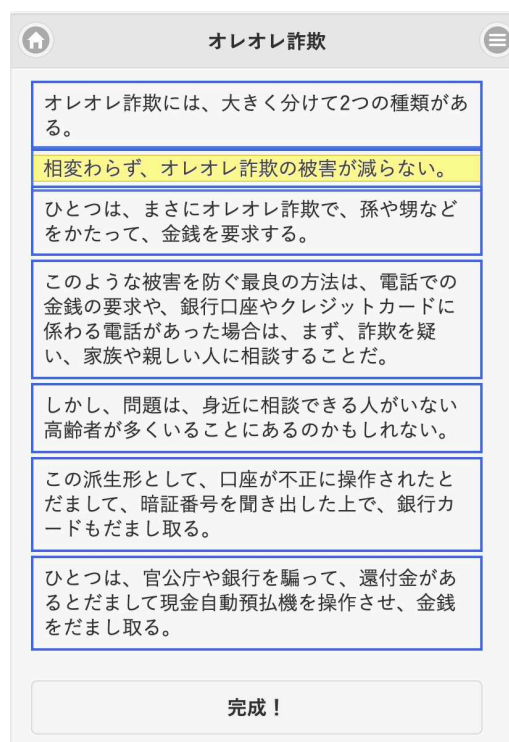 オレオレ詐欺
オレオレ詐欺には、大きく分けて2つの種類があ
る。
相変わらず、オレオレ詐欺の被害が減らない。
ひとつは、まさにオレオレ詐欺で、孫や甥など
をかたって、金銭を要求する。
このような被害を防ぐ最良の方法は、電話での
金銭の要求や、銀行口座やクレジットカードに
係わる電話があった場合は、まず、詐欺を疑
い、家族や親しい人に相談することだ。
しかし、問題は、身近に相談できる人がいない
高齢者が多くいることにあるのかもしれない。
この派生形として、口座が不正に操作されたと
だまして、暗証番号を聞き出した上で、銀行カ
ードもだまし取る。
ひとつは、官公庁や銀行を騙って、還付金があ
るとだまして現金自動預払機を操作させ、金銭
をだまし取る。
完成！